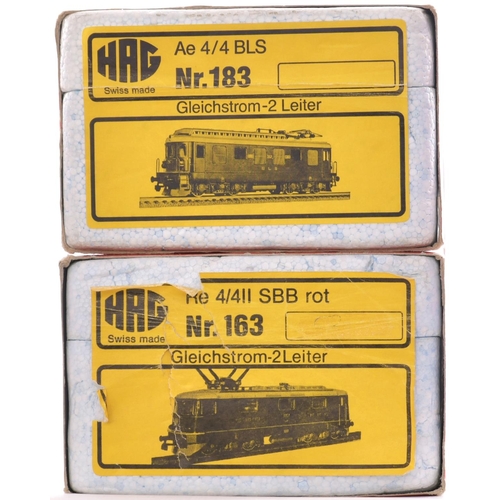 HAG
Swiss made
Ae 4/4 BLS
Nr.183
Gleichstrom-2 Leiter
HAG
Swiss made
Re 4/4II SBB rot
Nr.163
Gleichstrom-2Leiter